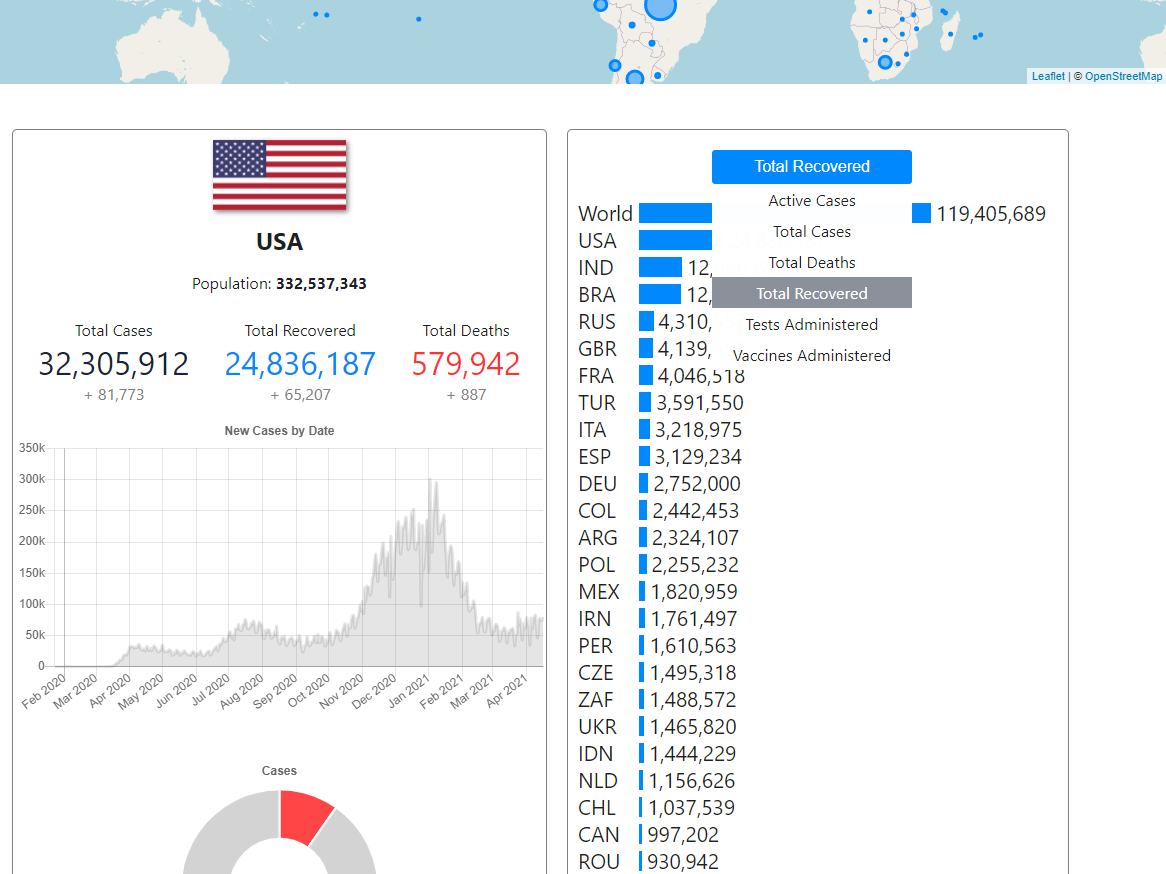 Leaflet | © OpenStreetMap
USA
Population: 332,537,343
Total Cases Total Recovered Total Deaths
32,305,912 24,836,187 579,942
+ 81,773 + 65,207 + 887
New Cases by Date
350k
300k
250k
200k
150k
100k
50k
0
Feb 2020 Mar 2020 Apr 2020 May 2020 Jun 2020 Jul 2020 Aug 2020 Sep 2020 Oct 2020 Nov 2020 Dec 2020 Jan 2021 Feb 2021 Mar 2021 Apr 2021
Cases
Total Recovered
Active Cases
Total Cases
Total Deaths
Total Recovered
Tests Administered
Vaccines Administered
World 119,405,689
USA
IND 12,
BRA 12,
RUS 4,310,
GBR 4,139,
FRA 4,046,518
TUR 3,591,550
ITA 3,218,975
ESP 3,129,234
DEU 2,752,000
COL 2,442,453
ARG 2,324,107
POL 2,255,232
MEX 1,820,959
IRN 1,761,497
PER 1,610,563
CZE 1,495,318
ZAF 1,488,572
UKR 1,465,820
IDN 1,444,229
NLD 1,156,626
CHL 1,037,539
CAN 997,202
ROU 930,942